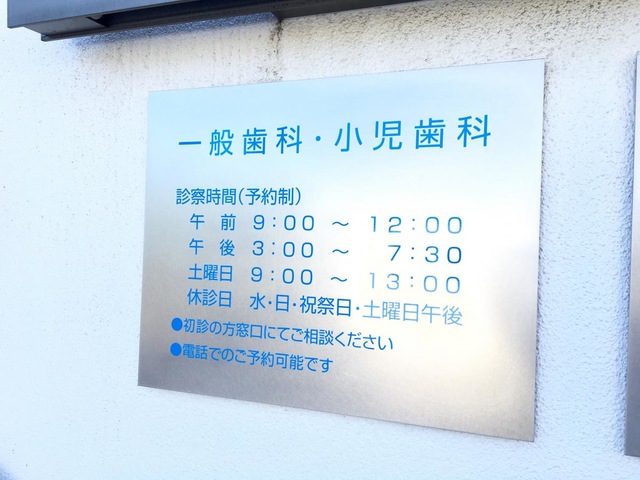 一般歯科・小児歯科
診察時間(予約制)
午 前 9:00 ~ 12:00
午 後 3:00 ~ 7:30
土曜日 9:00 ~ 13:00
休診日 水・日・祝祭日・土曜日午後
●初診の方窓口にてご相談ください
●電話でのご予約可能です